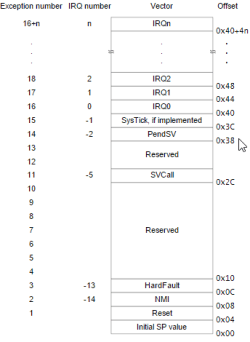 Exception number IRQ number Vector Offset
16+n n IRQn
0x40+4n
. . . .
. . . .
. . . .
18 2 IRQ2
0x48
17 1 IRQ1
0x44
16 0 IRQ0
0x40
15 -1 SysTick, if implemented
0x3C
14 -2 PendSV
0x38
13
Reserved
12
11 -5 SVCall
0x2C
10
9
8
7
Reserved
6
5
4
0x10
3 -13 HardFault
0x0C
2 -14 NMI
0x08
1 Reset
0x04
Initial SP value
0x00